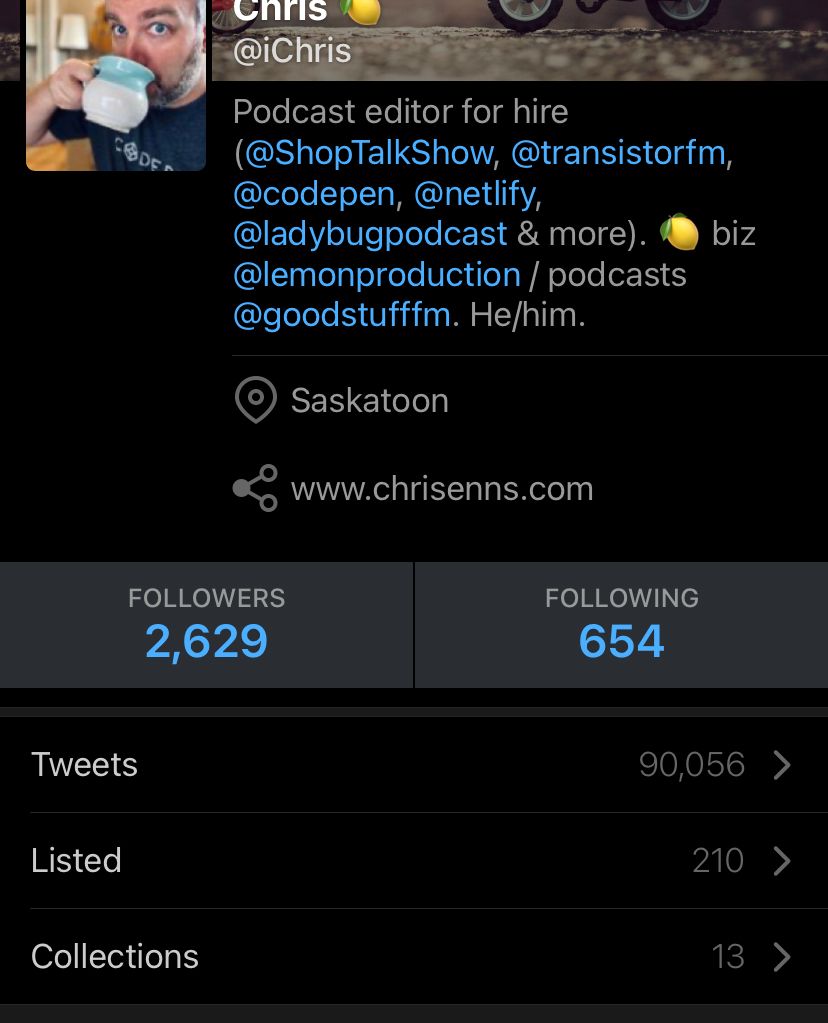 Chris 🍋
@iChris
Podcast editor for hire
(@ShopTalkShow, @transistorfm,
@codepen, @netlify,
@ladybugpodcast & more). 🍋 biz
@lemonproduction / podcasts
@goodstufffm. He/him.
Saskatoon
www.chrisenns.com
FOLLOWERS
2,629
FOLLOWING
654
Tweets 90,056
Listed 210
Collections 13